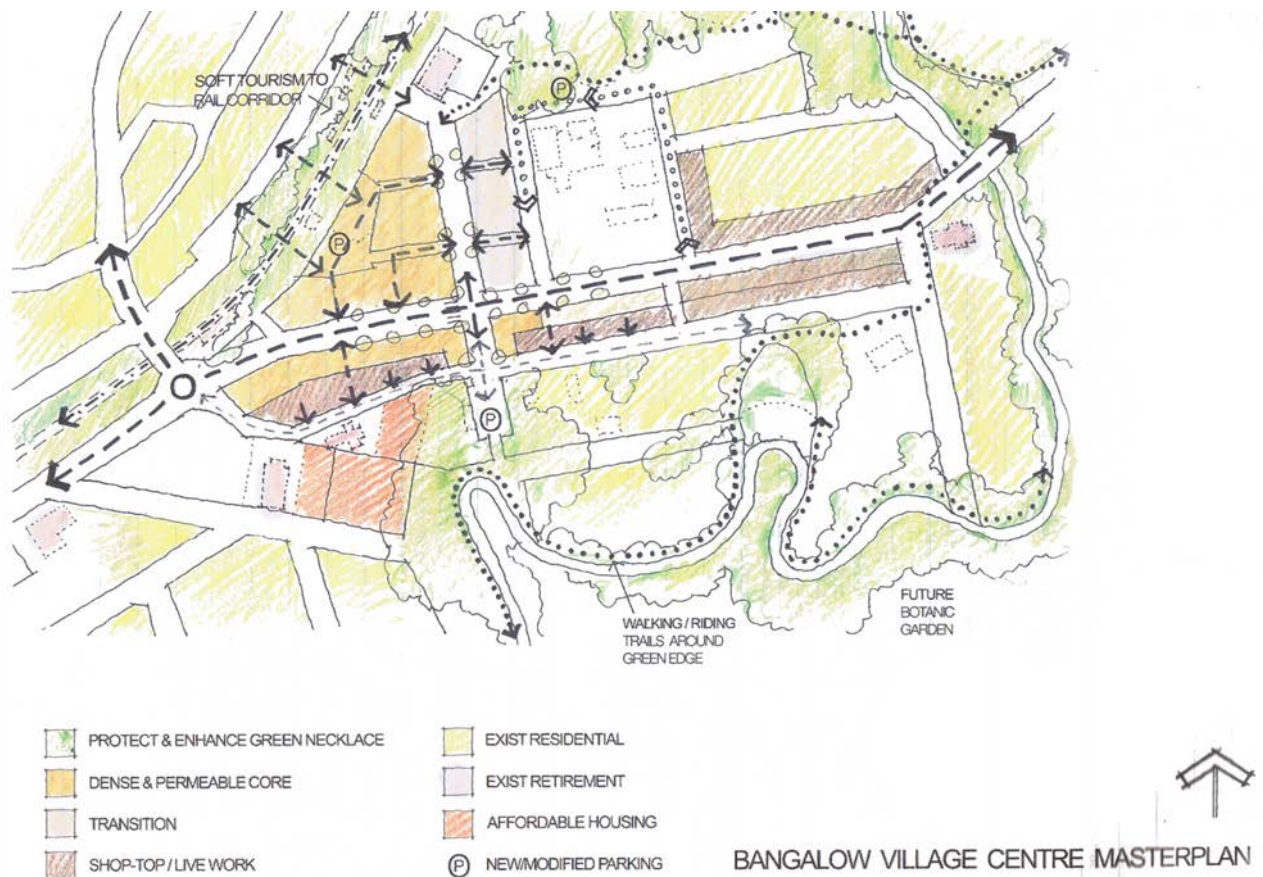 SOFT TOURISM TO
RAIL CORRIDOR
P
P
P
WALKING / RIDING
TRAILS AROUND
GREEN EDGE
FUTURE
BOTANIC
GARDEN
PROTECT & ENHANCE GREEN NECKLACE
DENSE & PERMEABLE CORE
TRANSITION
SHOP-TOP / LIVE WORK
EXIST RESIDENTIAL
EXIST RETIREMENT
AFFORDABLE HOUSING
P NEW/MODIFIED PARKING
BANGALOW VILLAGE CENTRE MASTERPLAN